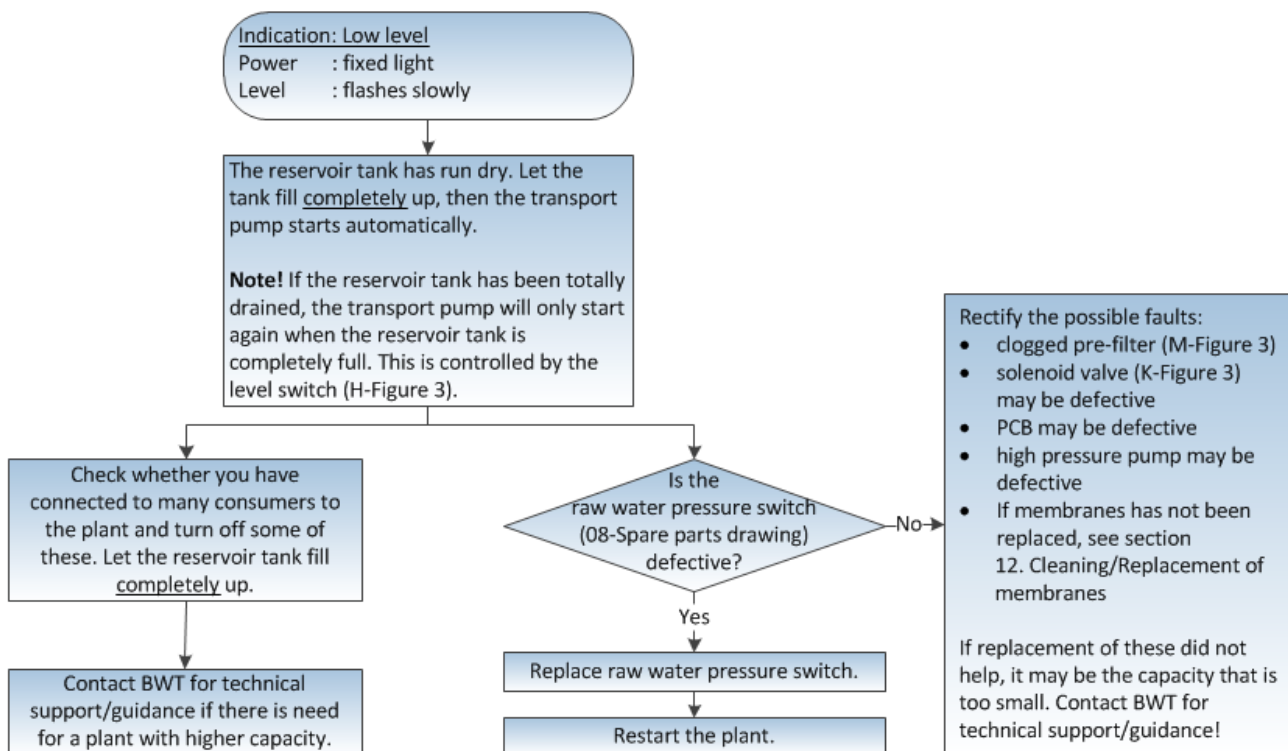 Indication: Low level
Power : fixed light
Level : flashes slowly
The reservoir tank has run dry. Let the
tank fill completely up, then the transport
pump starts automatically.
Note! If the reservoir tank has been totally
drained, the transport pump will only start
again when the reservoir tank is
completely full. This is controlled by the
level switch (H-Figure 3).
Check whether you have
connected to many consumers to
the plant and turn off some of
these. Let the reservoir tank fill
completely up.
Contact BWT for technical
support/guidance if there is need
for a plant with higher capacity.
Is the
raw water pressure switch
(08-Spare parts drawing)
defective?
Yes
Replace raw water pressure switch.
Restart the plant.
No
Rectify the possible faults:
• clogged pre-filter (M-Figure 3)
• solenoid valve (K-Figure 3)
may be defective
• PCB may be defective
• high pressure pump may be
defective
• If membranes has not been
replaced, see section
12. Cleaning/Replacement of
membranes
If replacement of these did not
help, it may be the capacity that is
too small. Contact BWT for
technical support/guidance!